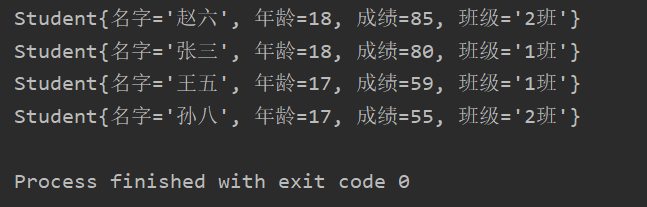 Student{名字='赵六', 年龄=18, 成绩=85, 班级='2班'}
Student{名字='张三', 年龄=18, 成绩=80, 班级='1班'}
Student{名字='王五', 年龄=17, 成绩=59, 班级='1班'}
Student{名字='孙八', 年龄=17, 成绩=55, 班级='2班'}
Process finished with exit code 0